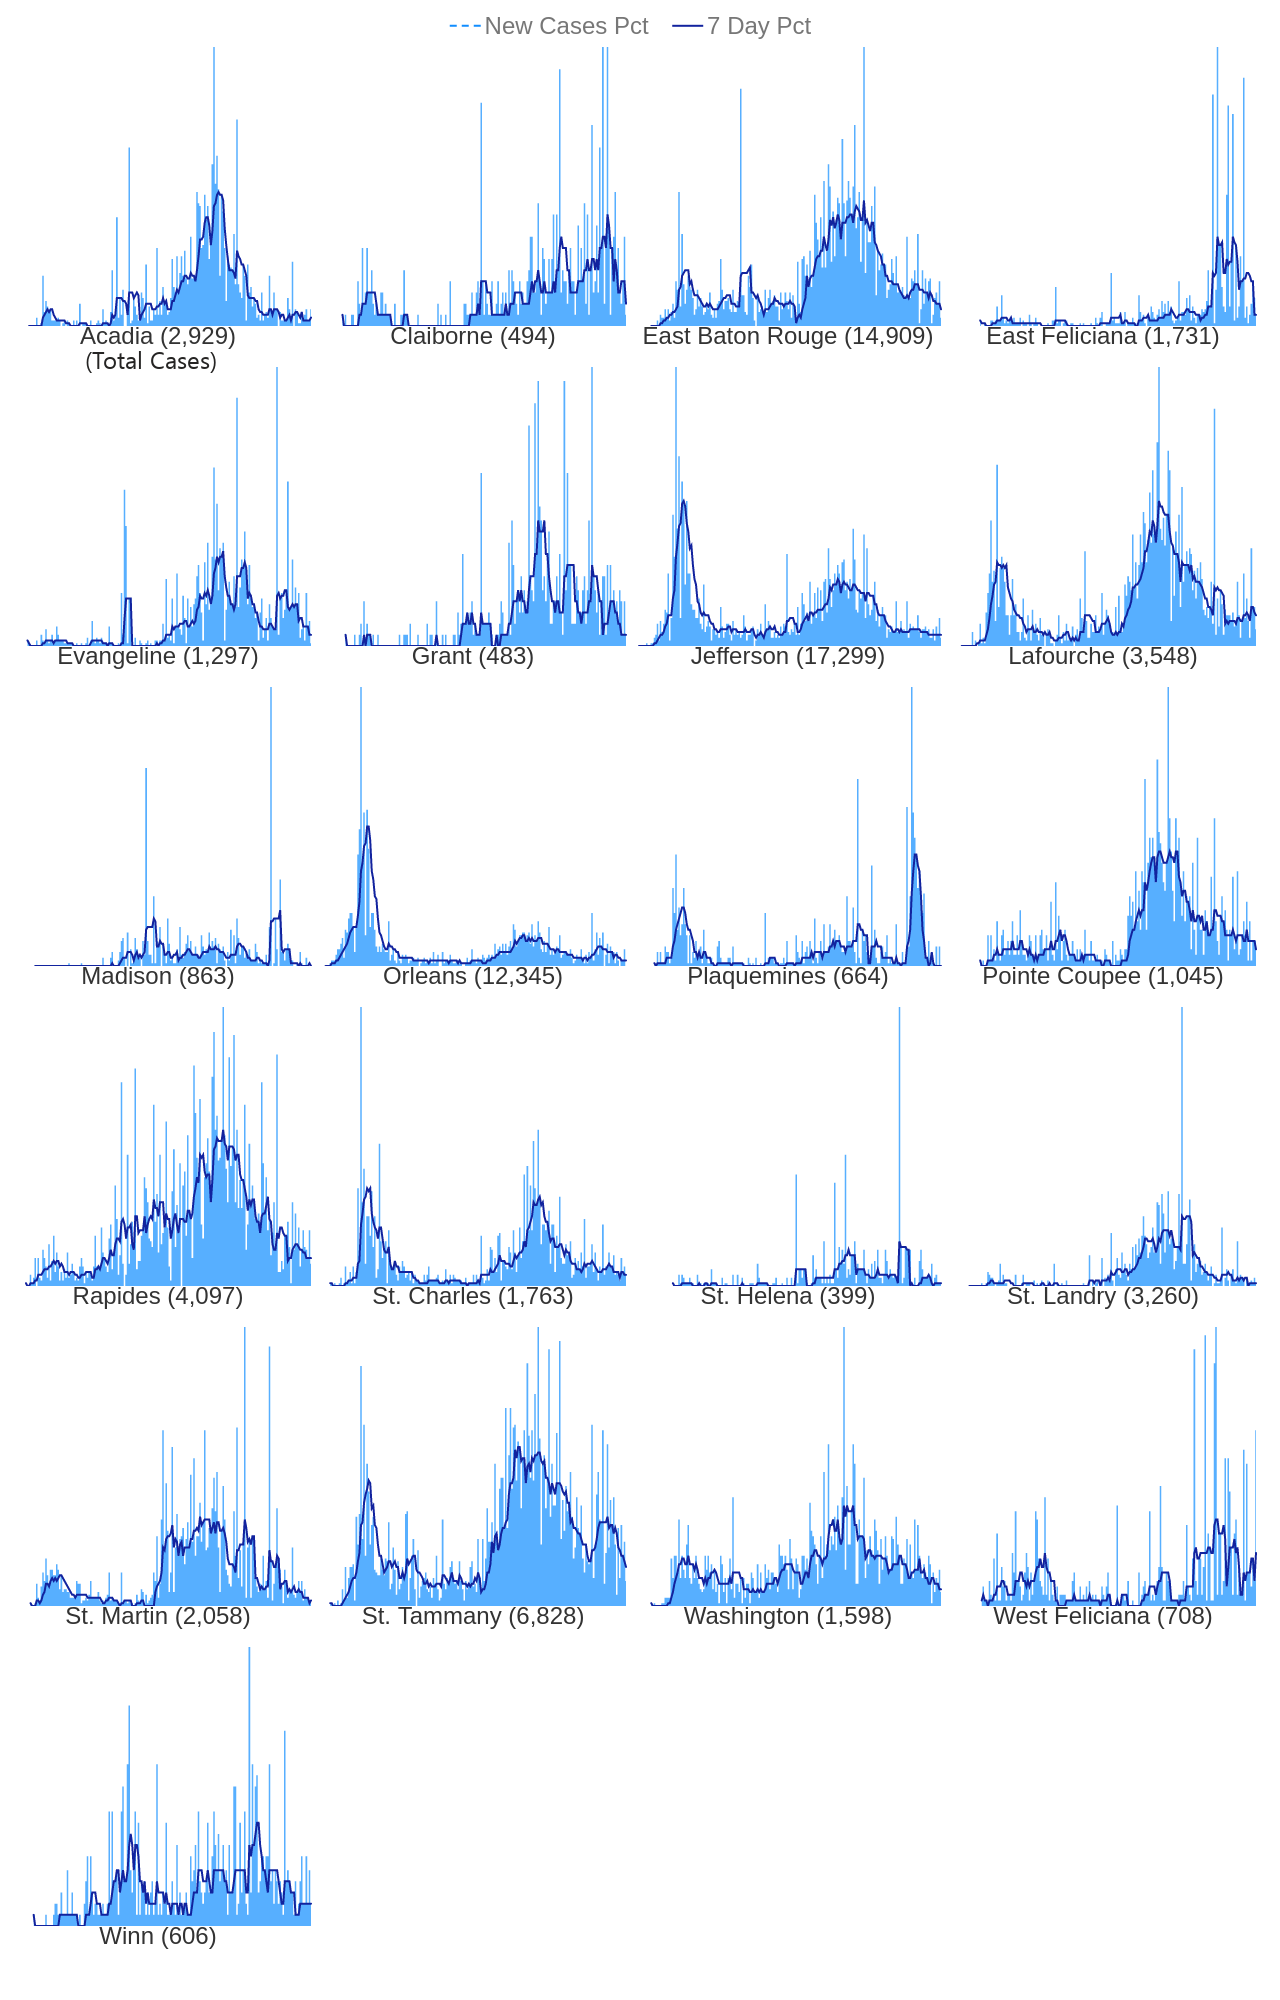 New Cases Pct 7 Day Pct
Acadia (2,929) Claiborne (494) East Baton Rouge (14,909) East Feliciana (1,731)
(Total Cases)
Evangeline (1,297) Grant (483) Jefferson (17,299) Lafourche (3,548)
Madison (863) Orleans (12,345) Plaquemines (664) Pointe Coupee (1,045)
Rapides (4,097) St. Charles (1,763) St. Helena (399) St. Landry (3,260)
St. Martin (2,058) St. Tammany (6,828) Washington (1,598) West Feliciana (708)
Winn (606)